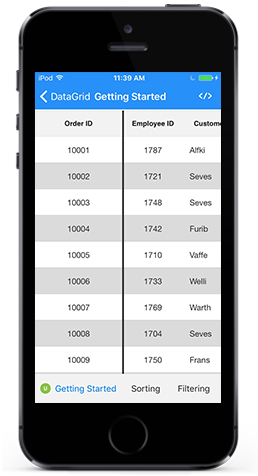 iPod 11:39 AM
DataGrid Getting Started </>
Order ID Employee ID Custome
10001 1787 Alfki
10002 1721 Seves
10003 1748 Seves
10004 1742 Furib
10005 1710 Vaffe
10006 1733 Welli
10007 1769 Warth
10008 1704 Seves
10009 1750 Frans
U Getting Started Sorting Filtering